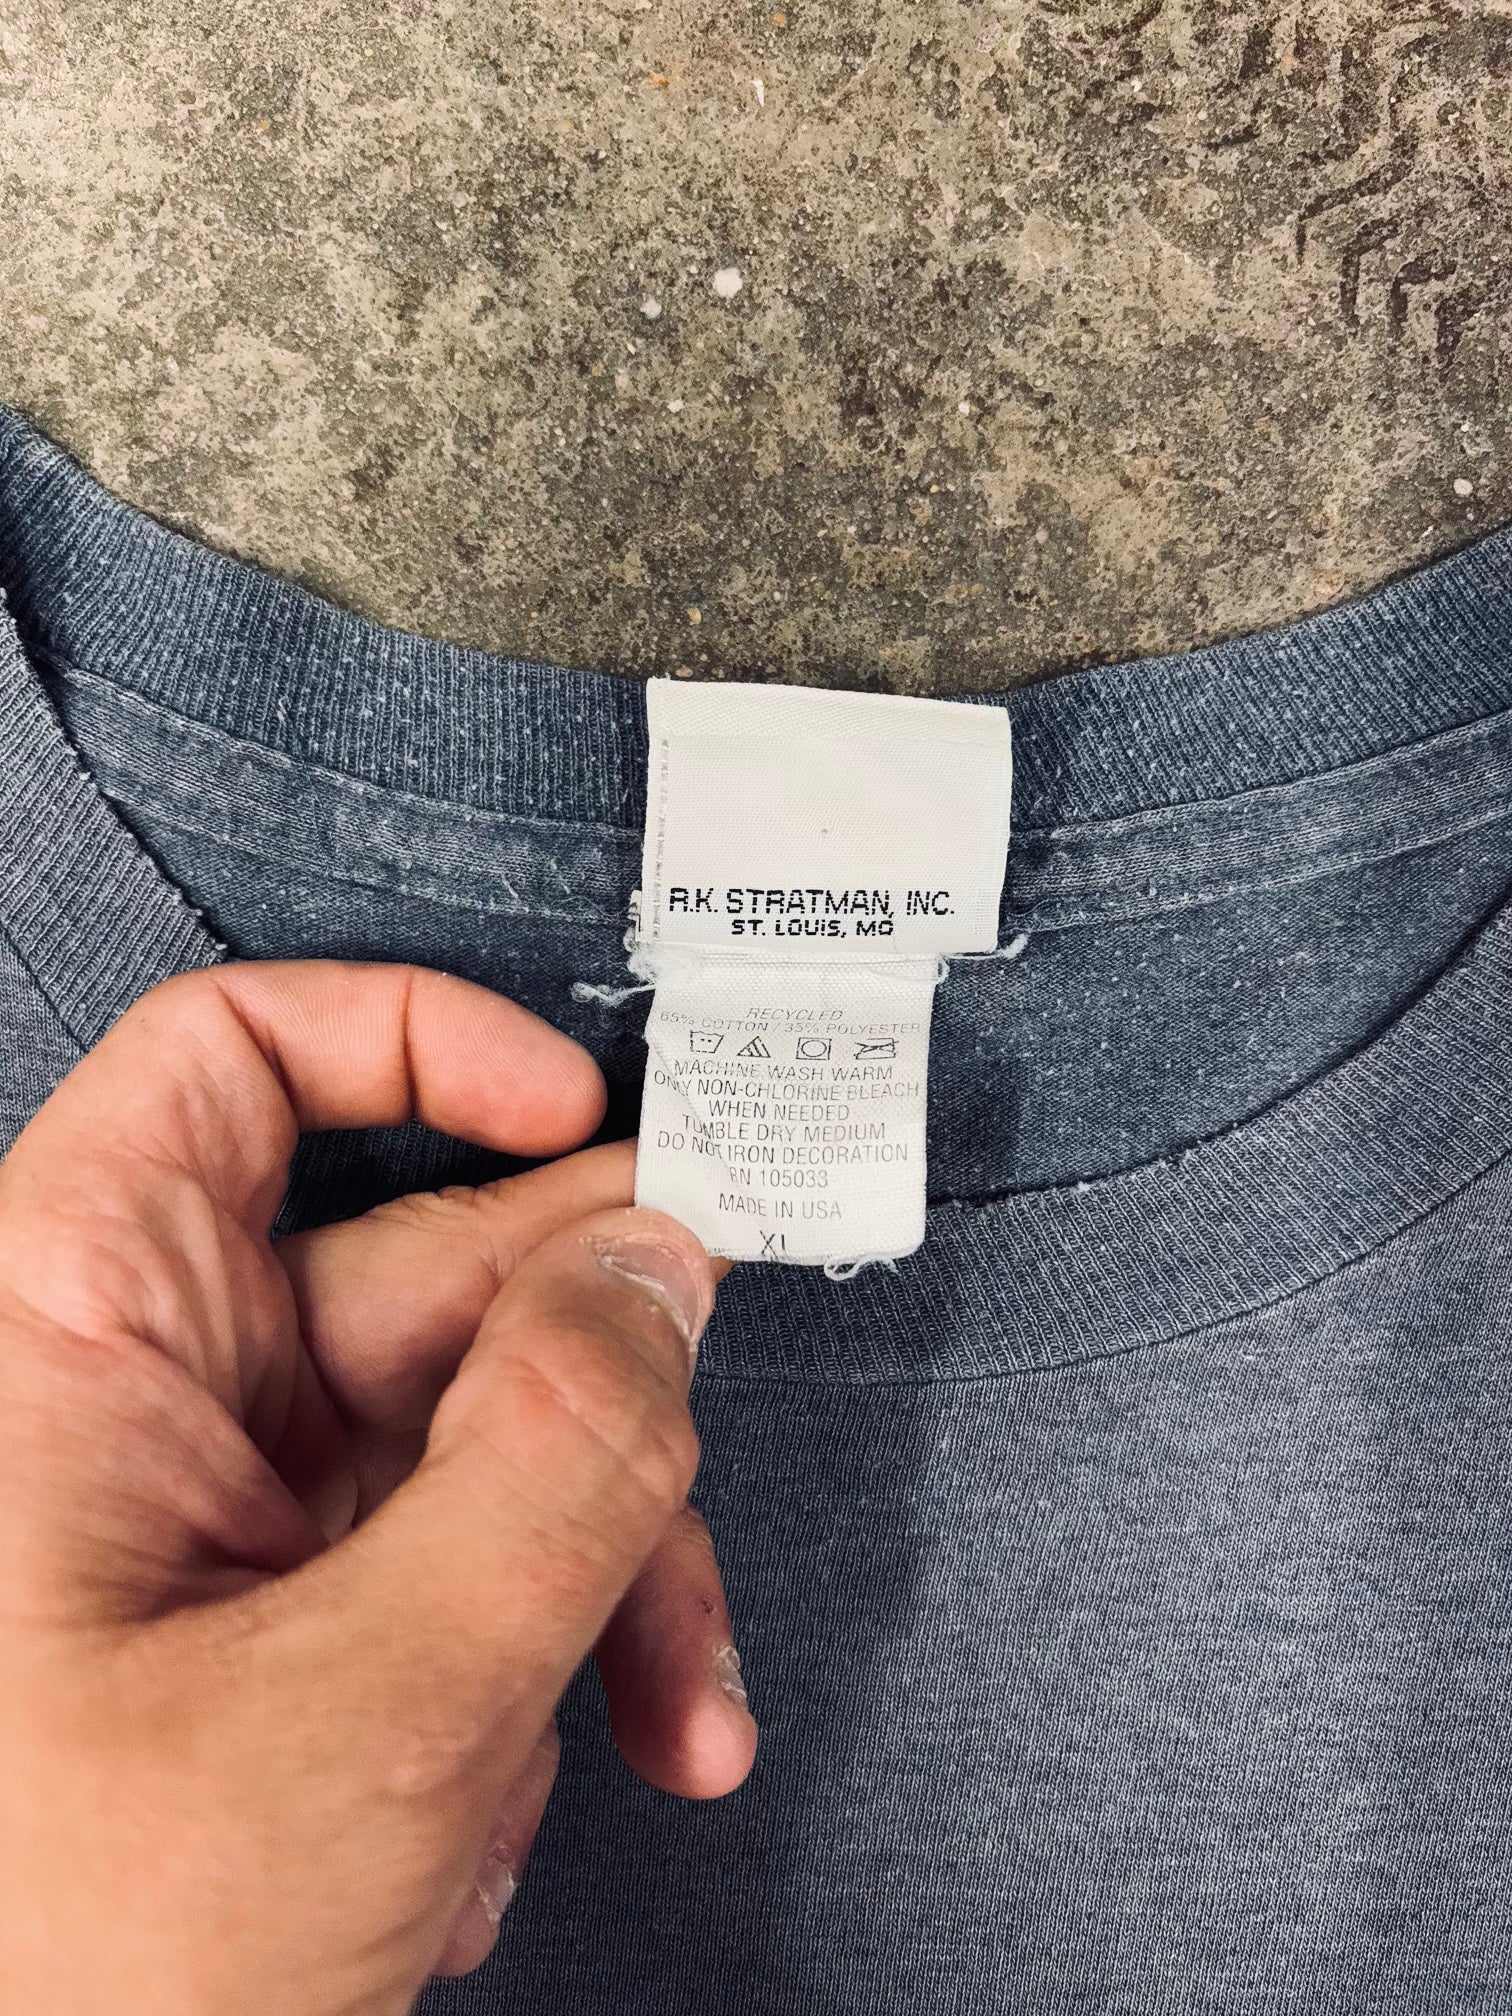 R.K. STRATMAN, INC.
ST. LOUIS, MO
RECYCLED
65% COTTON / 35% POLYESTER
MACHINE WASH WARM
ONLY NON-CHLORINE BLEACH
WHEN NEEDED
TUMBLE DRY MEDIUM
DO NOT IRON DECORATION
RN 105033
MADE IN USA
XL